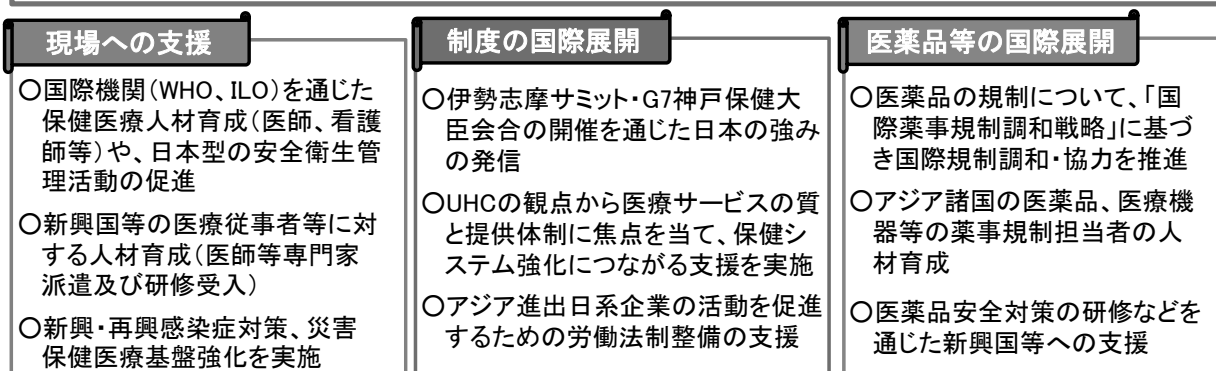 現場への支援
〇国際機関(WHO、ILO)を通じた
保健医療人材育成(医師、看護
師等)や、日本型の安全衛生管
理活動の促進
〇新興国等の医療従事者等に対
する人材育成(医師等専門家
派遣及び研修受入)
〇新興・再興感染症対策、災害
保健医療基盤強化を実施
制度の国際展開
〇伊勢志摩サミット・G7神戸保健大
臣会合の開催を通じた日本の強み
の発信
〇UHCの観点から医療サービスの質
と提供体制に焦点を当て、保健シ
ステム強化につながる支援を実施
〇アジア進出日系企業の活動を促進
するための労働法制整備の支援
医薬品等の国際展開
〇医薬品の規制について、「国
際薬事規制調和戦略」に基づ
き国際規制調和・協力を推進
〇アジア諸国の医薬品、医療機
器等の薬事規制担当者の人
材育成
〇医薬品安全対策の研修などを
通じた新興国等への支援